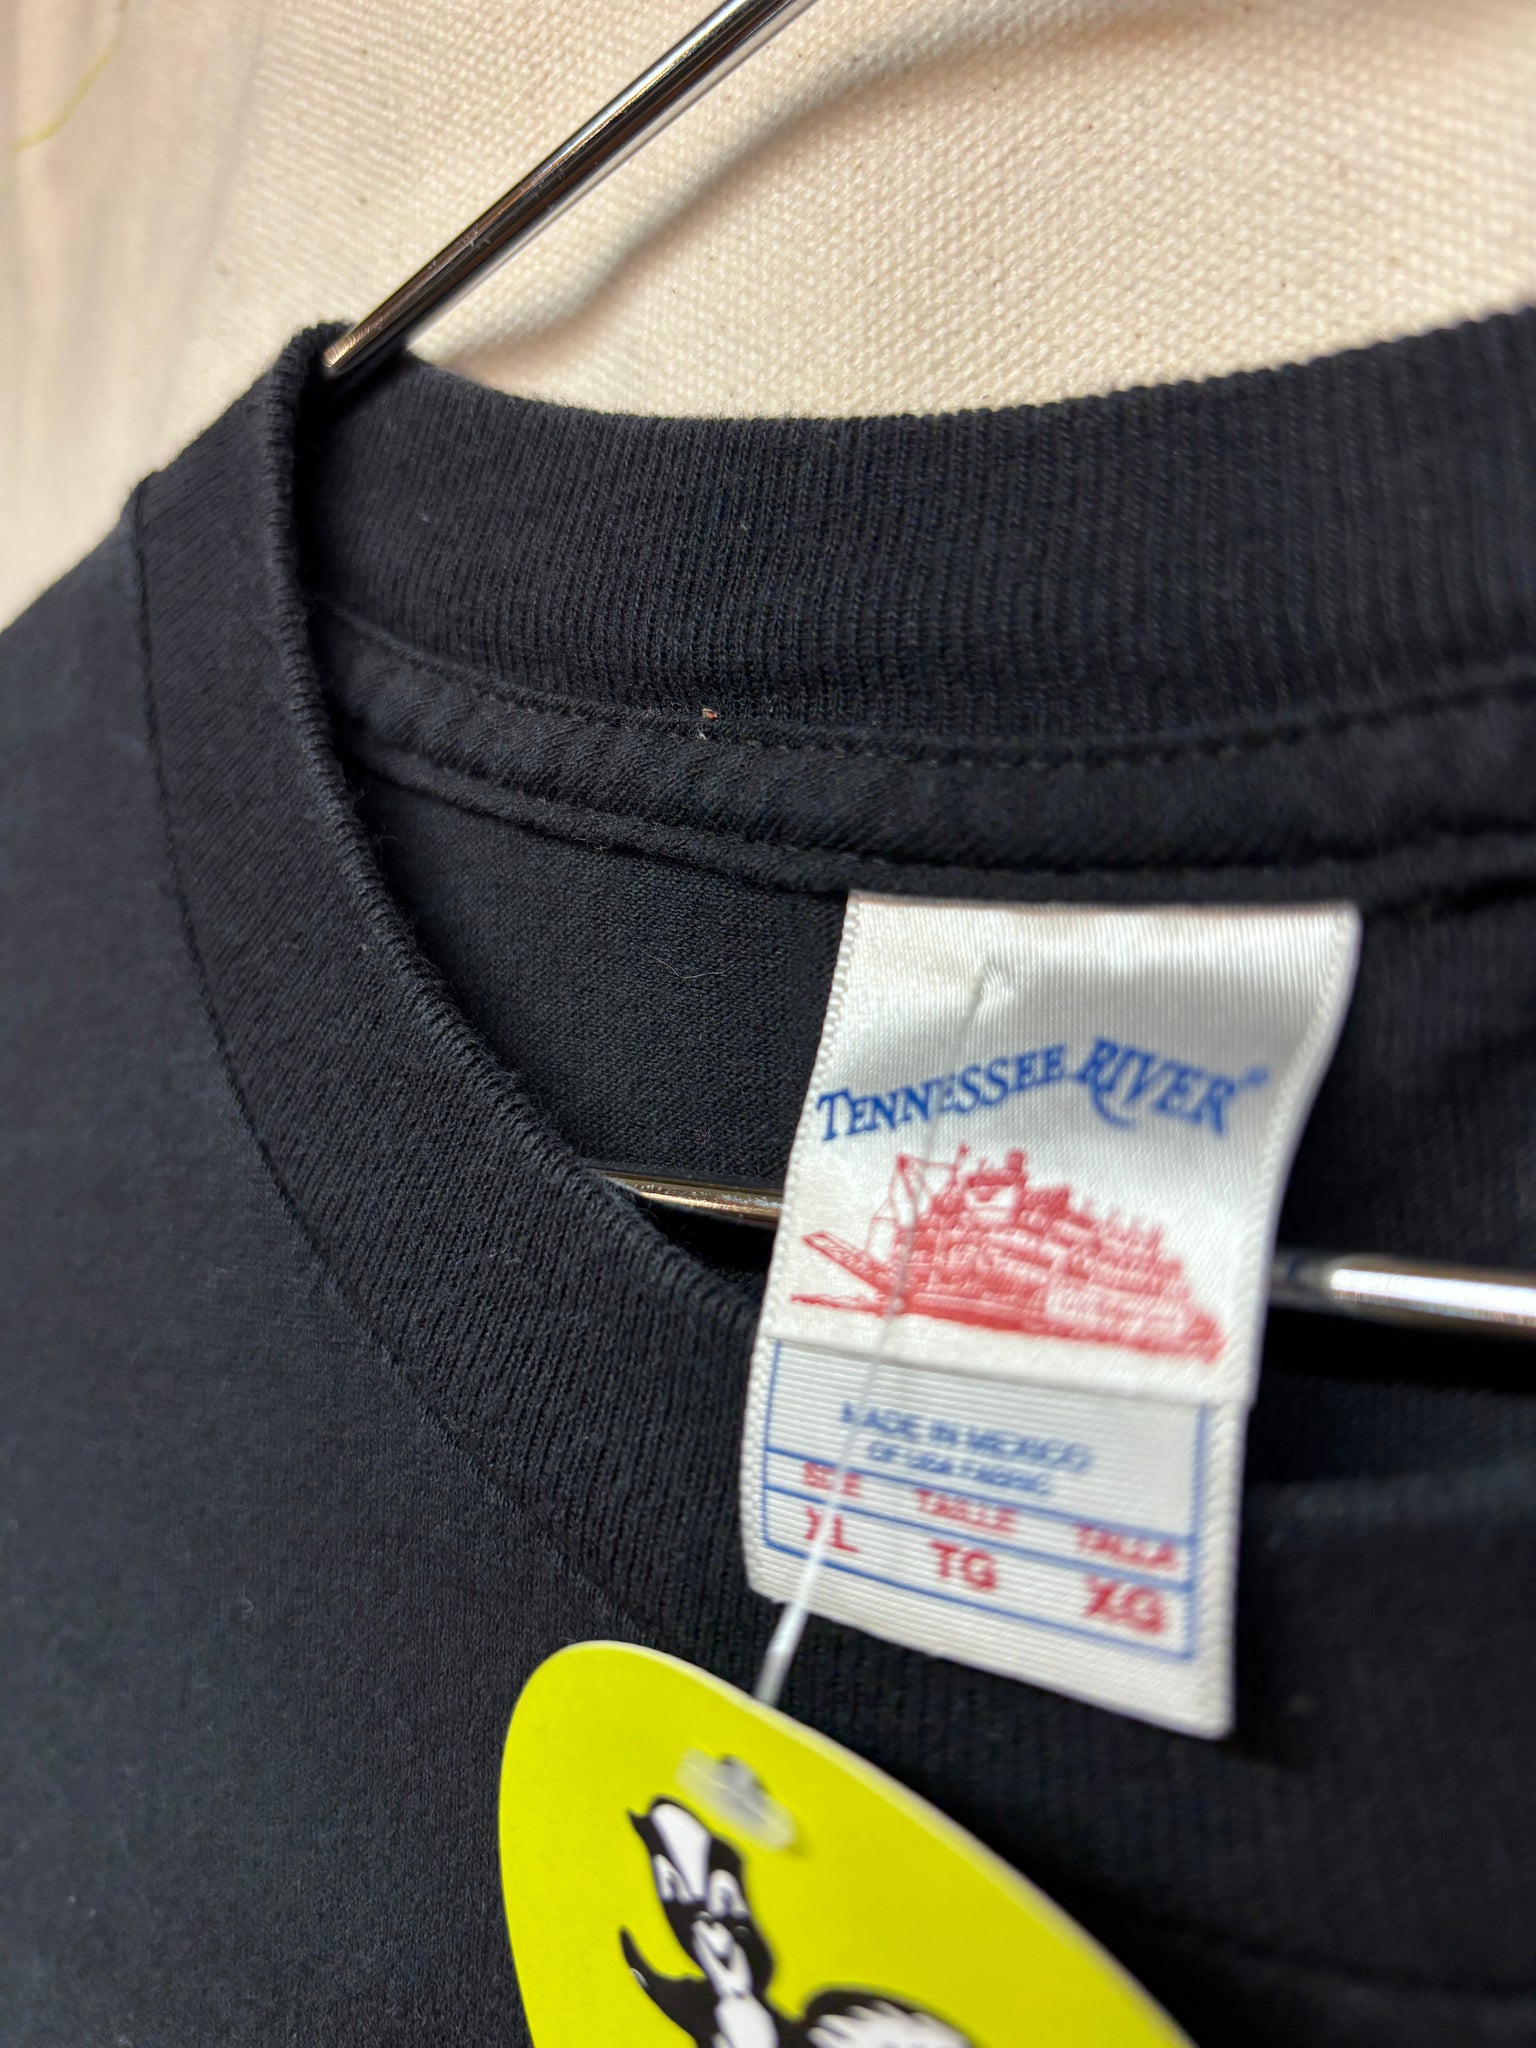 TENNESSEE RIVER®
MADE IN MEXICO
OF USA FABRIC
SIZE TAILLE TALLA
XL TG XG